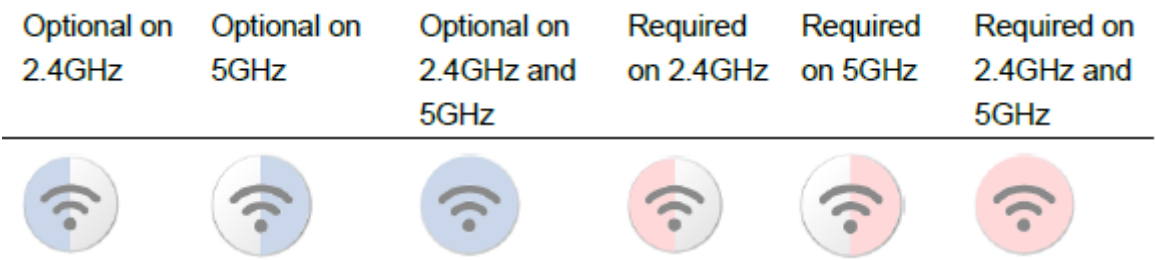 Optional on
2.4GHz
Optional on
5GHz
Optional on
2.4GHz and
5GHz
Required
on 2.4GHz
Required
on 5GHz
Required on
2.4GHz and
5GHz